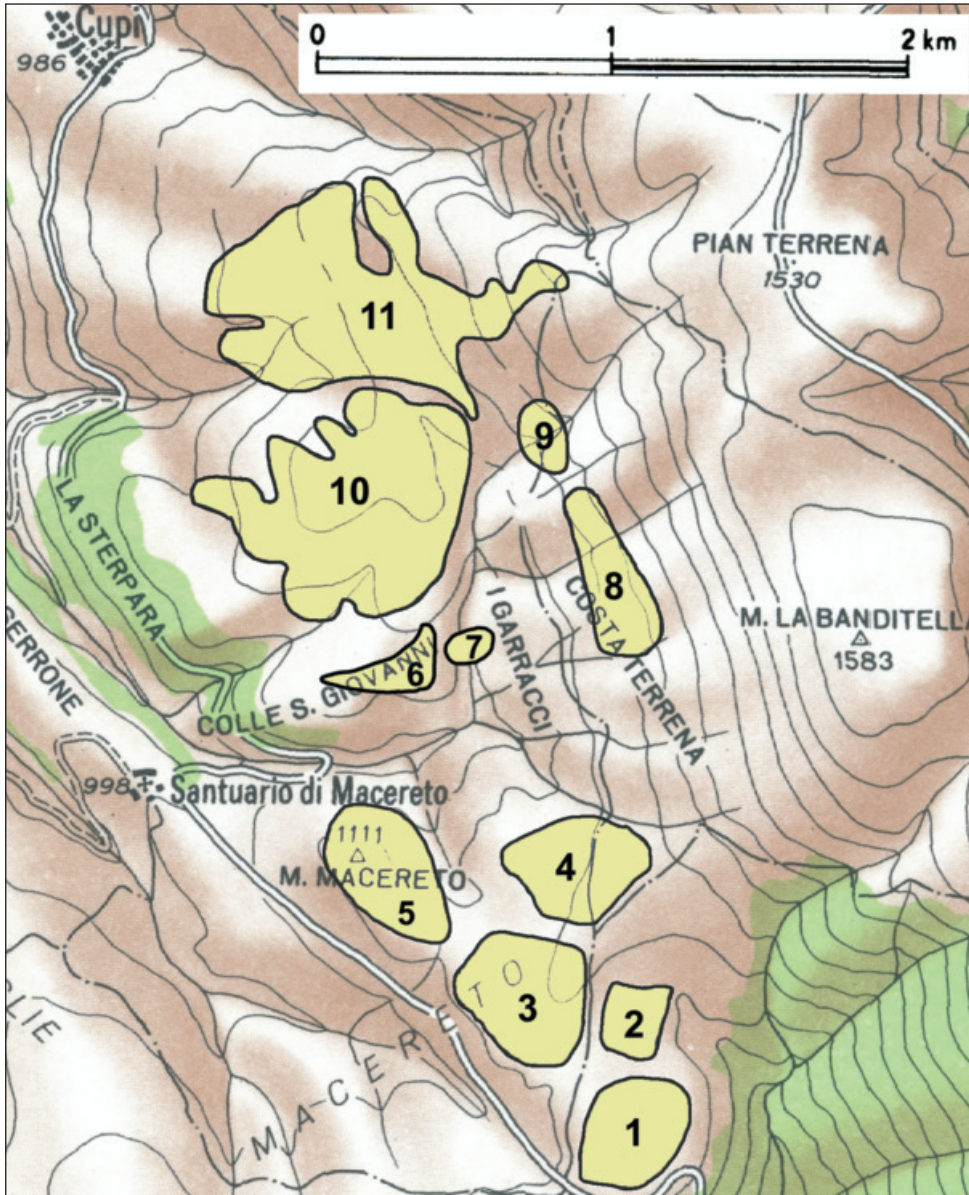 Cupi
986
0 1 2 km
PIAN TERRENA
1530
11
9
10
LA STERPARA
8
M. LA BANDITELL
1583
I GARRACCI
COSTA TERRENA
7
6
COLLE S. GIOVANNI
CERRONE
998
Santuario di Macereto
1111
M. MACERETO
5
4
3
2
MACERETO
LIE
1